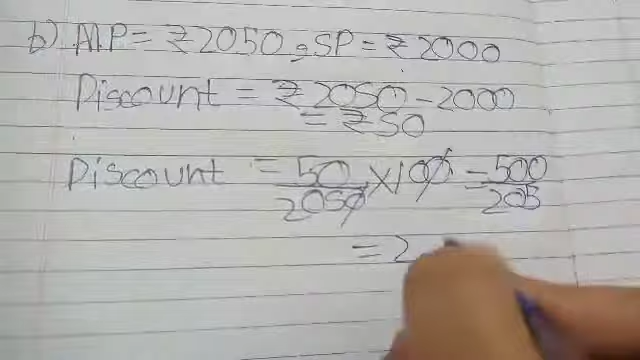 b) MP = ₹2050, SP = ₹2000
Discount = ₹2050 - 2000
= ₹50
Discount = 50/2050 × 100 = 500/205
= 2